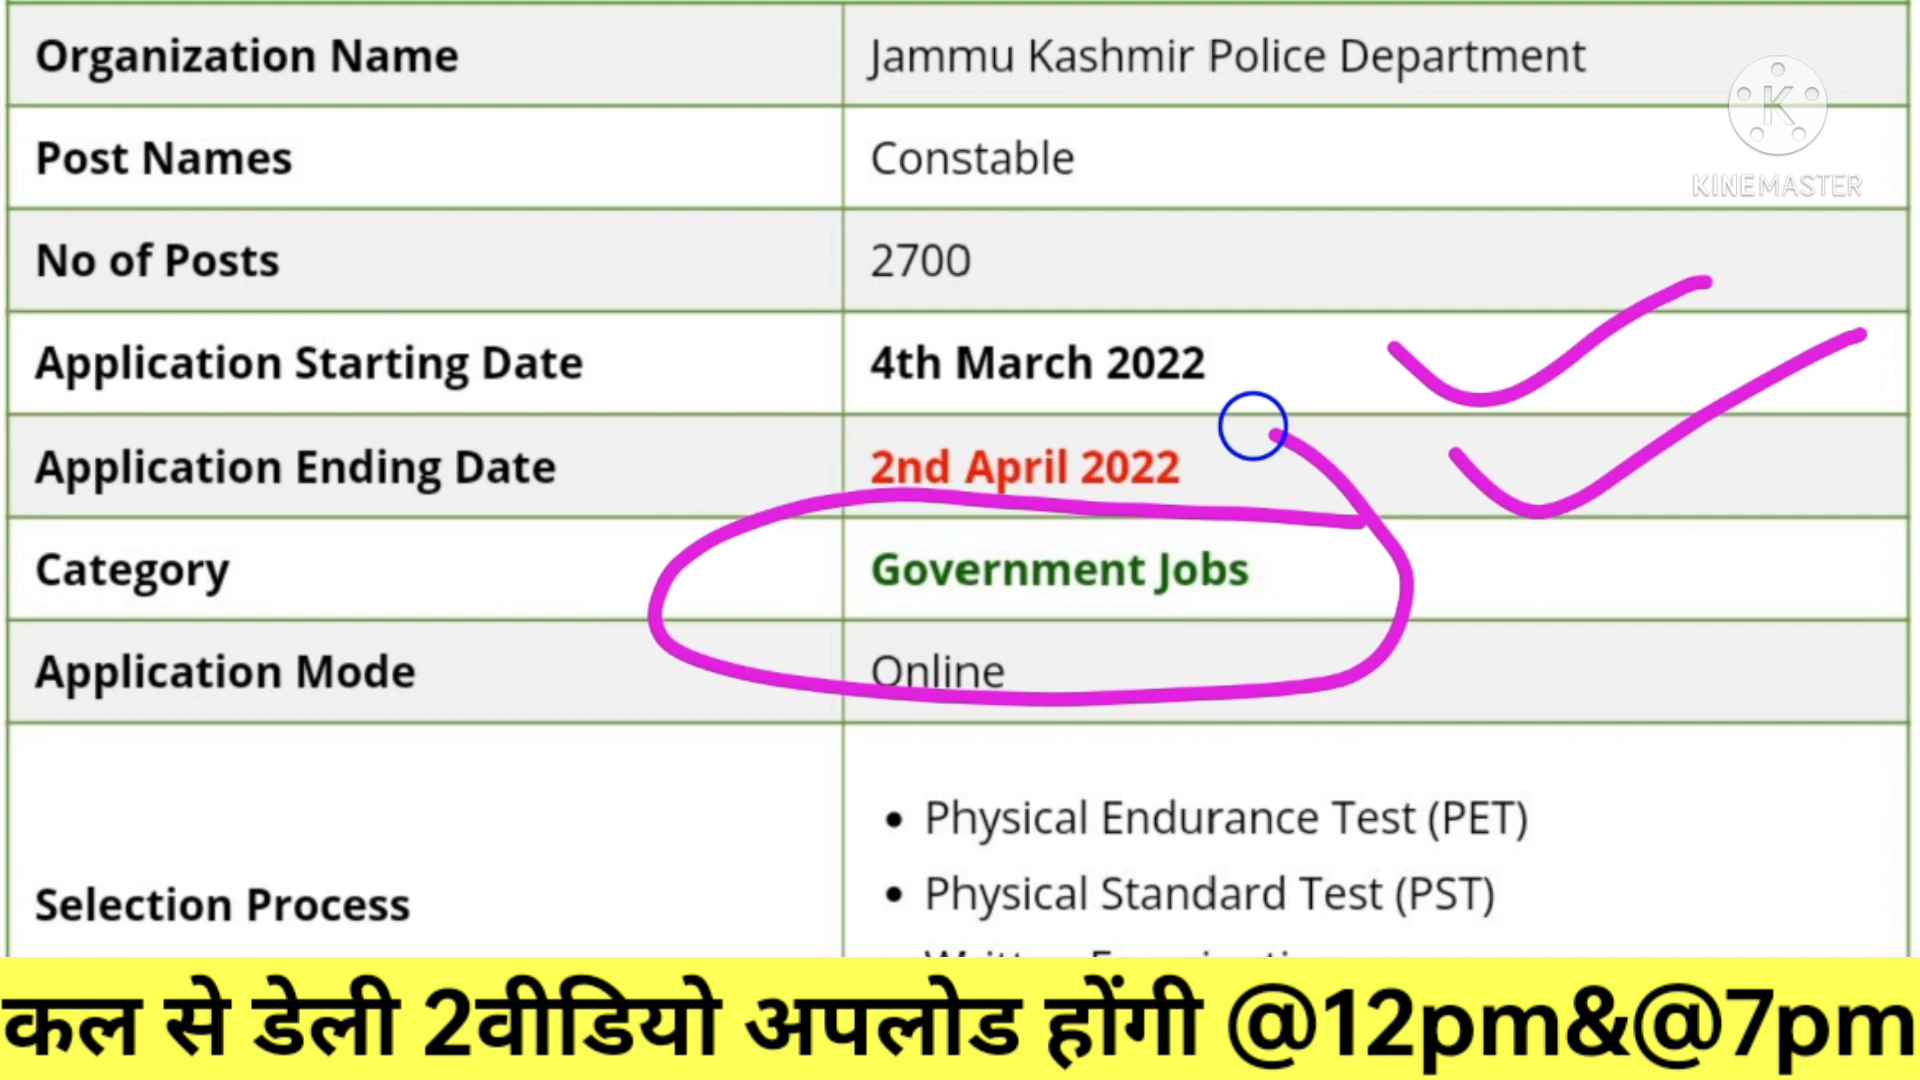 Organization Name Jammu Kashmir Police Department
KINEMASTER
Post Names Constable
No of Posts 2700
Application Starting Date 4th March 2022
Application Ending Date 2nd April 2022
Category Government Jobs
Application Mode Online
• Physical Endurance Test (PET)
Selection Process • Physical Standard Test (PST)
कल से डेली 2वीडियो अपलोड होंगी @12pm&@7pm